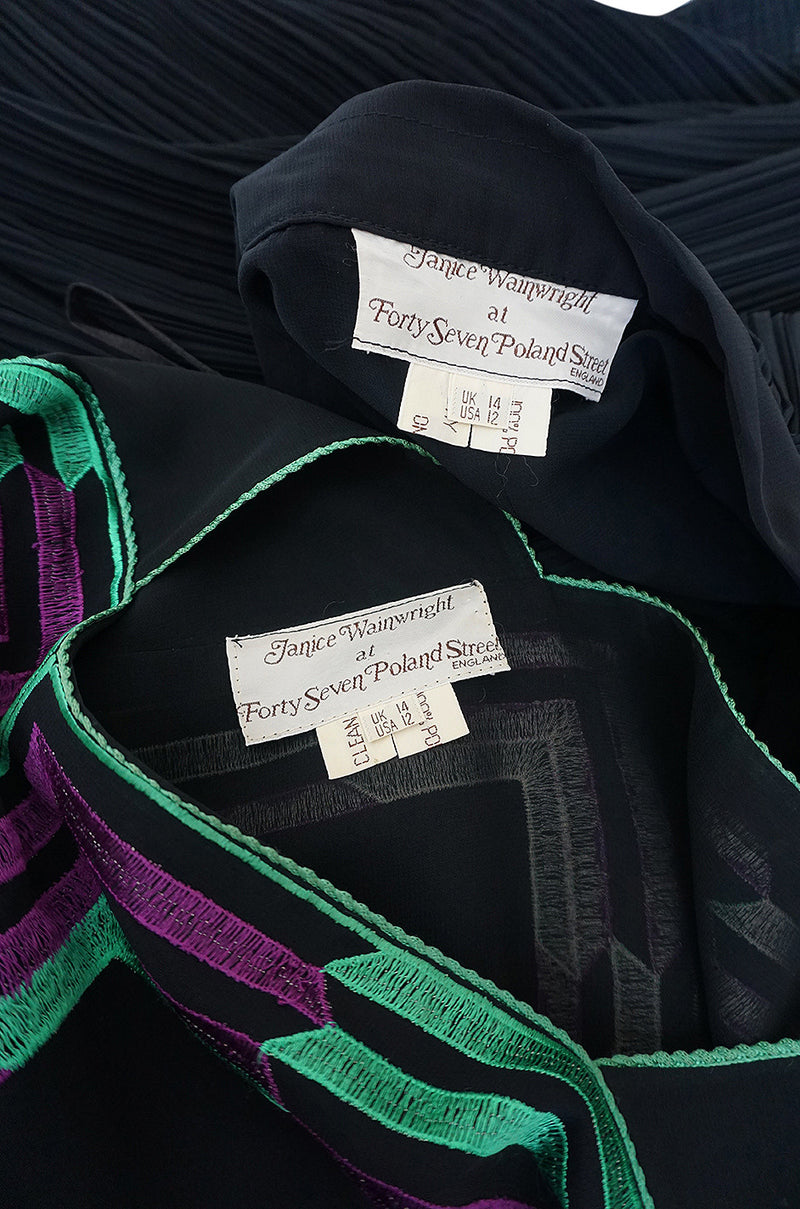 Janice Wainwright
at
Forty Seven Poland Street
ENGLAND
UK 14
USA 12
Janice Wainwright
at
Forty Seven Poland Street
ENGLAND
CLEAN
UK 14
USA 12